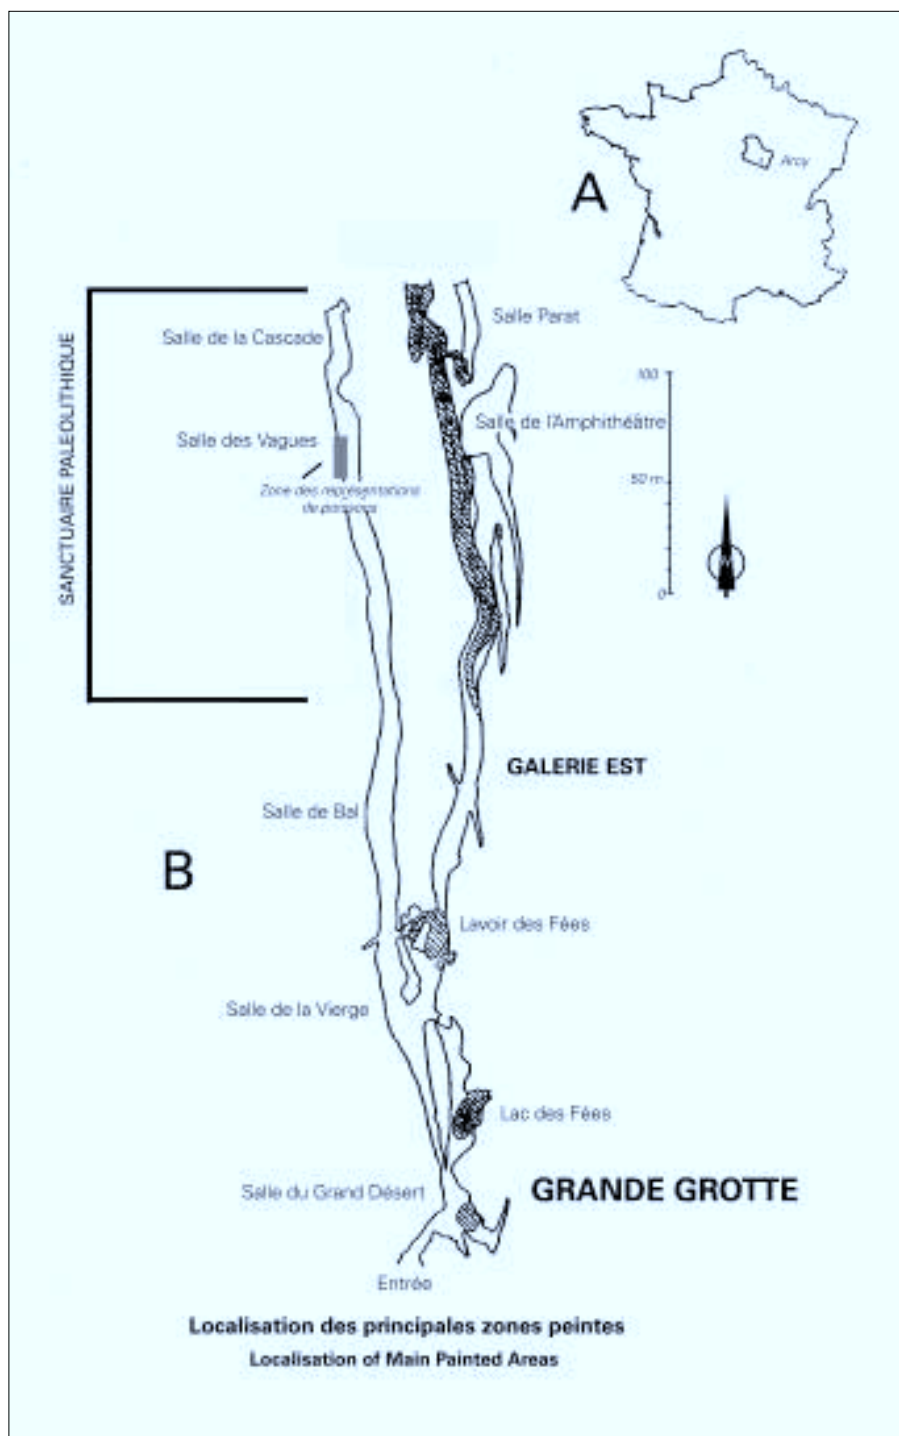 Arcy
A
Salle Parat
Salle de la Cascade
SANCTUAIRE PALEOLITHIQUE
100
Salle de l'Amphithéâtre
Salle des Vagues
50 m
Zone des représentations
de poissons
0
GALERIE EST
Salle de Bal
B
Lavoir des Fées
Salle de la Vierge
Lac des Fées
Salle du Grand Désert
GRANDE GROTTE
Entrée
Localisation des principales zones peintes
Localisation of Main Painted Areas